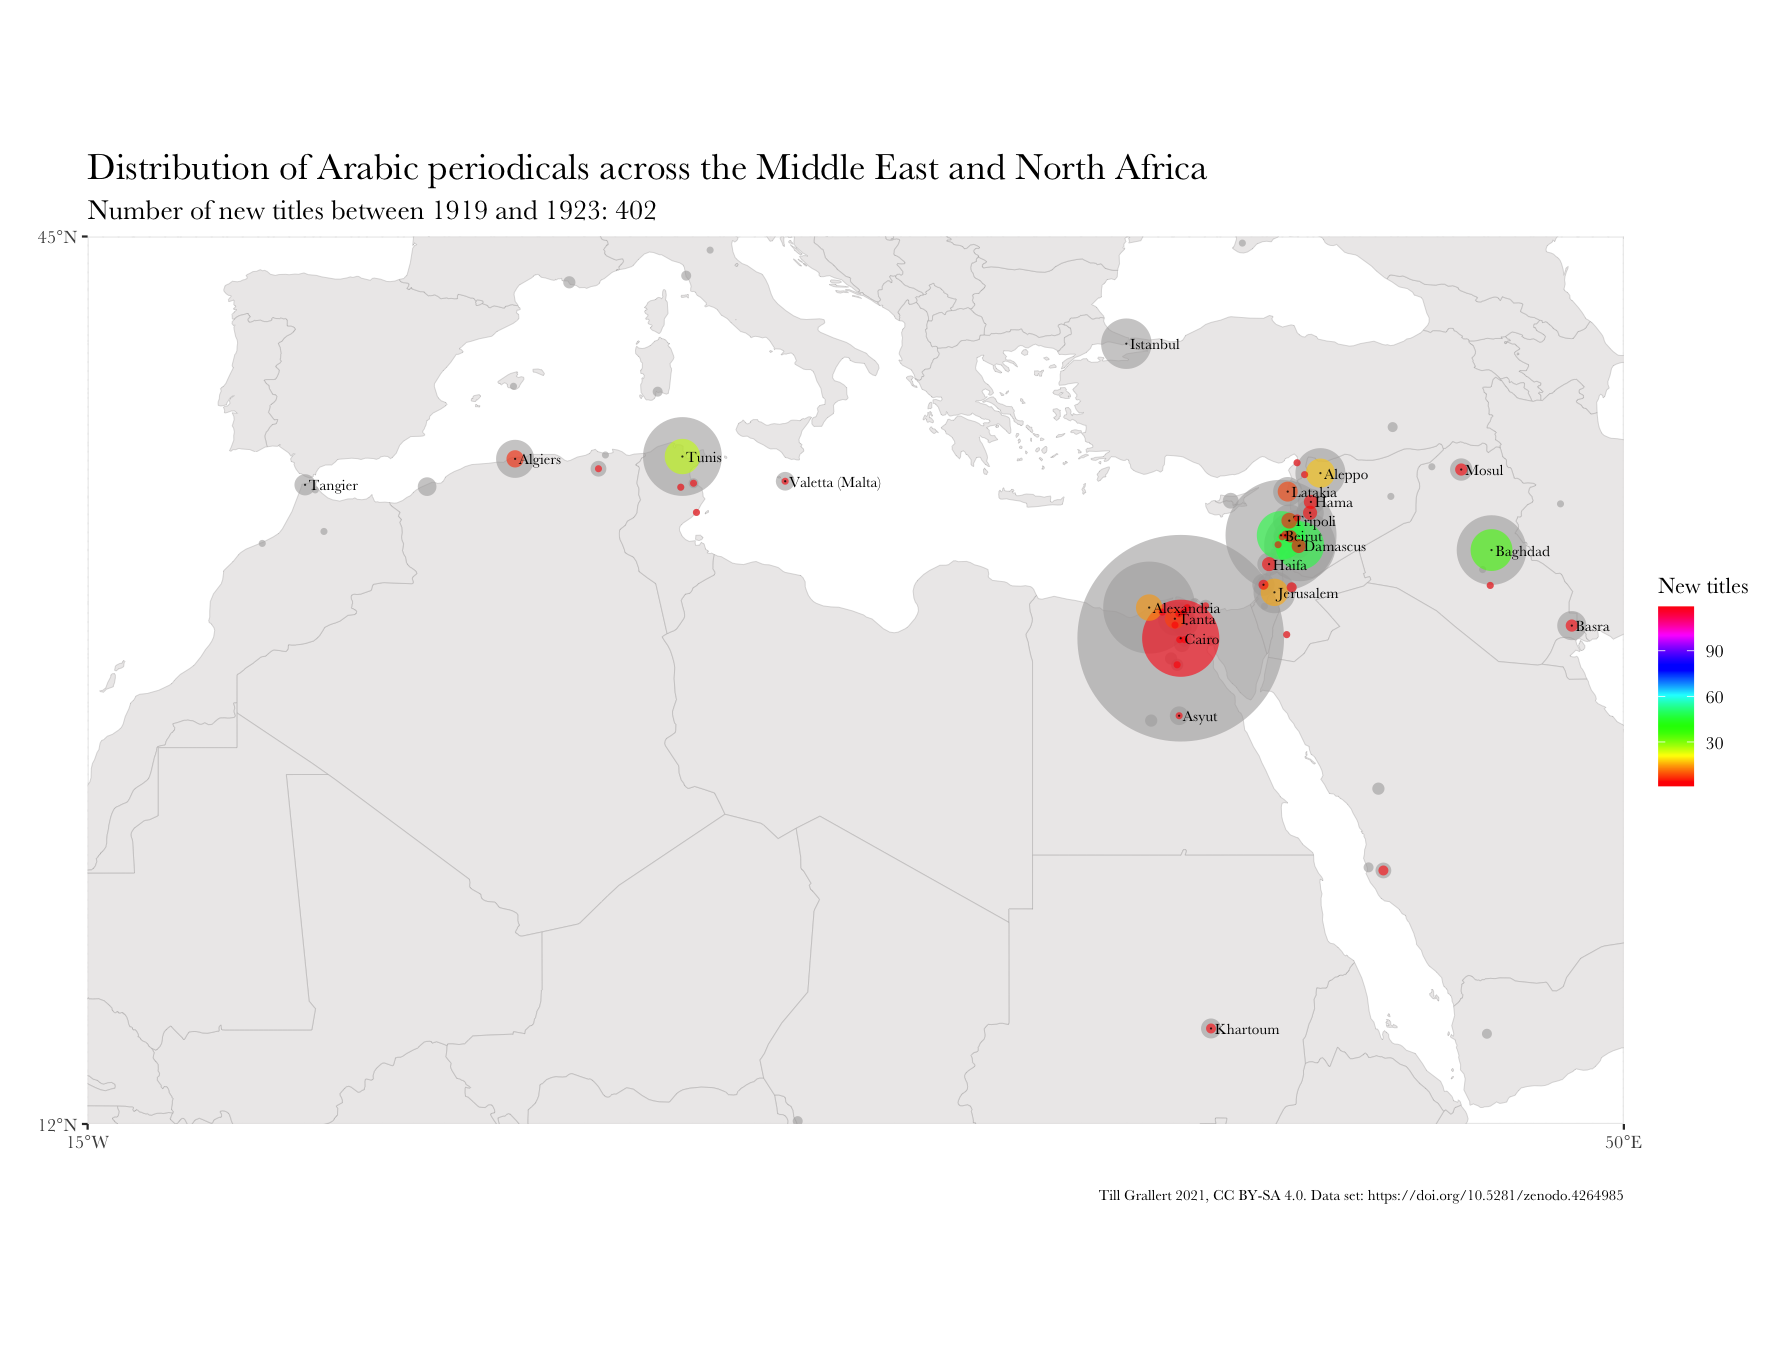 Distribution of Arabic periodicals across the Middle East and North Africa
Number of new titles between 1919 and 1923: 402
45°N
Istanbul
Algiers
Tunis
Tangier
Valetta (Malta)
Aleppo
Mosul
Latakia
Hama
Tripoli
Beirut
Damascus
Baghdad
Haifa
Jerusalem
Alexandria
Tanta
Cairo
Basra
Asyut
Khartoum
New titles
90
60
30
12°N
15°W
50°E
Till Grallert 2021, CC BY-SA 4.0. Data set: https://doi.org/10.5281/zenodo.4264985